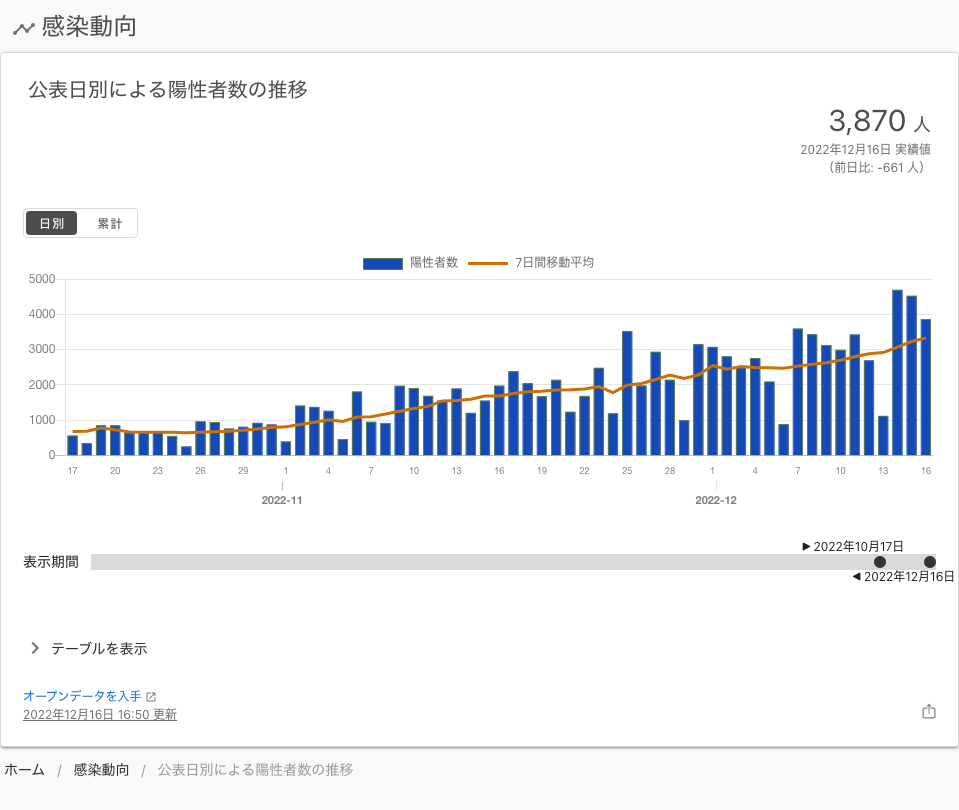 感染動向
公表日別による陽性者数の推移
3,870 人
2022年12月16日 実績値
（前日比: -661 人）
日別 累計
陽性者数 7日間移動平均
5000
4000
3000
2000
1000
0
17 20 23 26 29 1 4 7 10 13 16 19 22 25 28 1 4 7 10 13 16
2022-11 2022-12
▶ 2022年10月17日
表示期間
◀ 2022年12月16日
テーブルを表示
オープンデータを入手
2022年12月16日 16:50 更新
ホーム / 感染動向 / 公表日別による陽性者数の推移